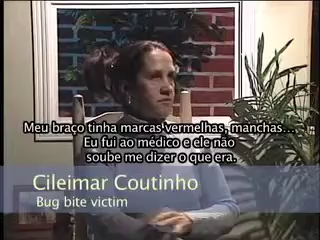 Meu braço tinha marcas vermelhas, manchas...
Eu fui ao médico e ele não
soube me dizer o que era.
Cileimar Coutinho
Bug bite victim